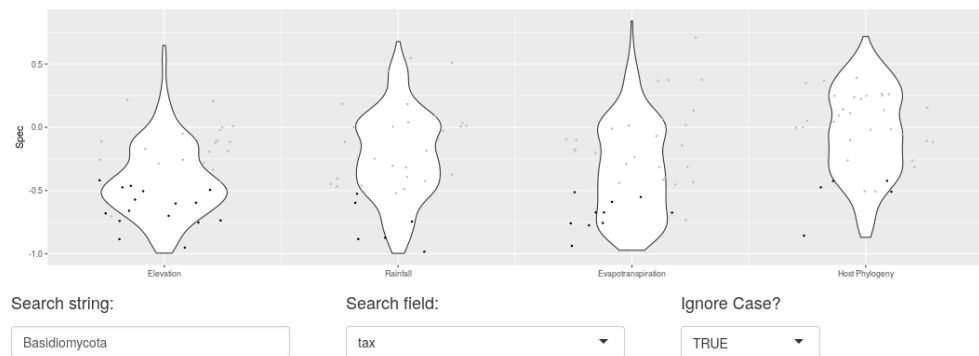 0.5
0.0
-0.5
-1.0
Spec
Elevation Rainfall Evapotranspiration Host Phylogeny
Search string: Search field: Ignore Case?
Basidiomycota tax TRUE